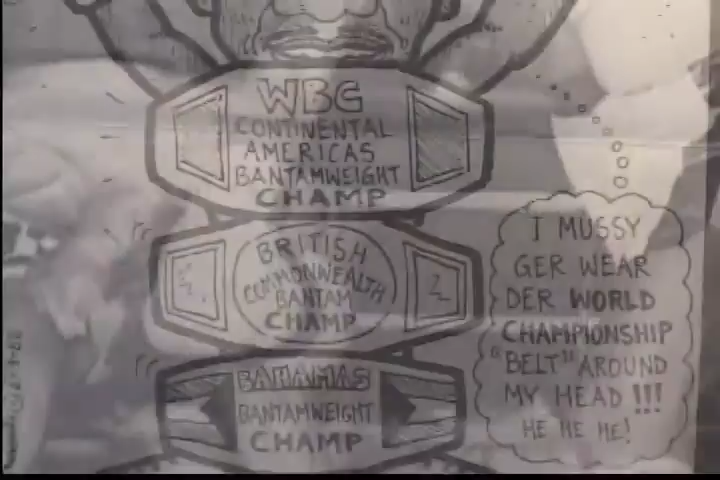 WBC
CONTINENTAL
AMERICAS
BANTAMWEIGHT
CHAMP
BRITISH
COMMONWEALTH
BANTAM
CHAMP
BAHAMAS
BANTAMWEIGHT
CHAMP
I MUSSY
GER WEAR
DER WORLD
CHAMPIONSHIP
"BELT" AROUND
MY HEAD !!!
HE HE HE!